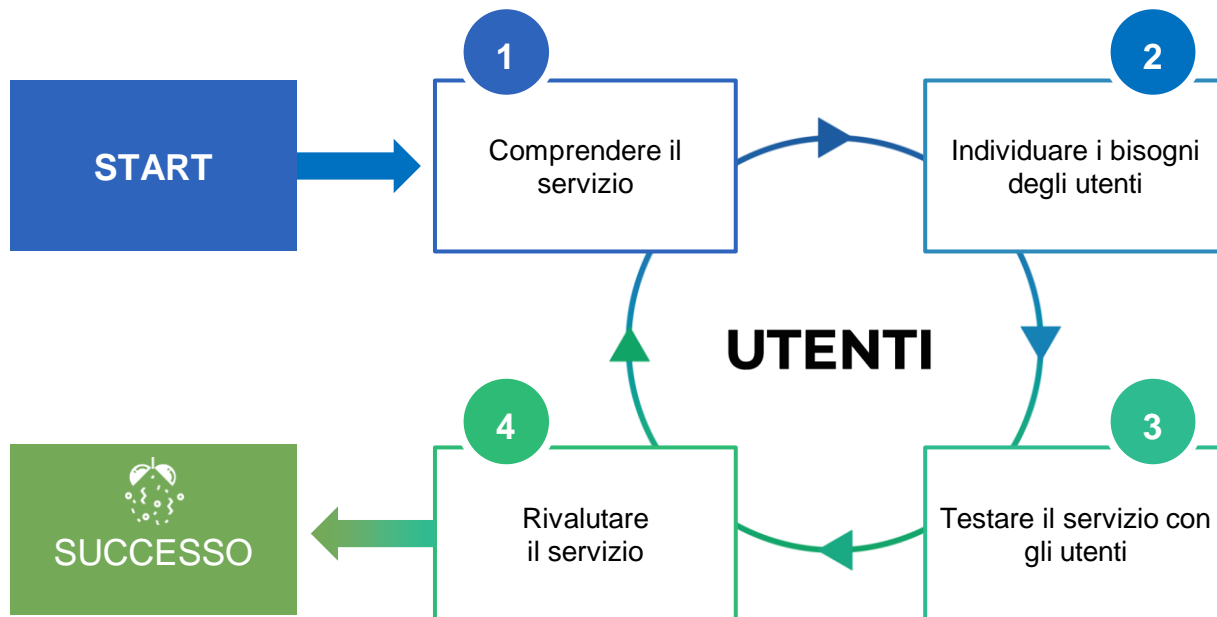 START
1
Comprendere il
servizio
2
Individuare i bisogni
degli utenti
UTENTI
3
Testare il servizio con
gli utenti
4
Rivalutare
il servizio
SUCCESSO